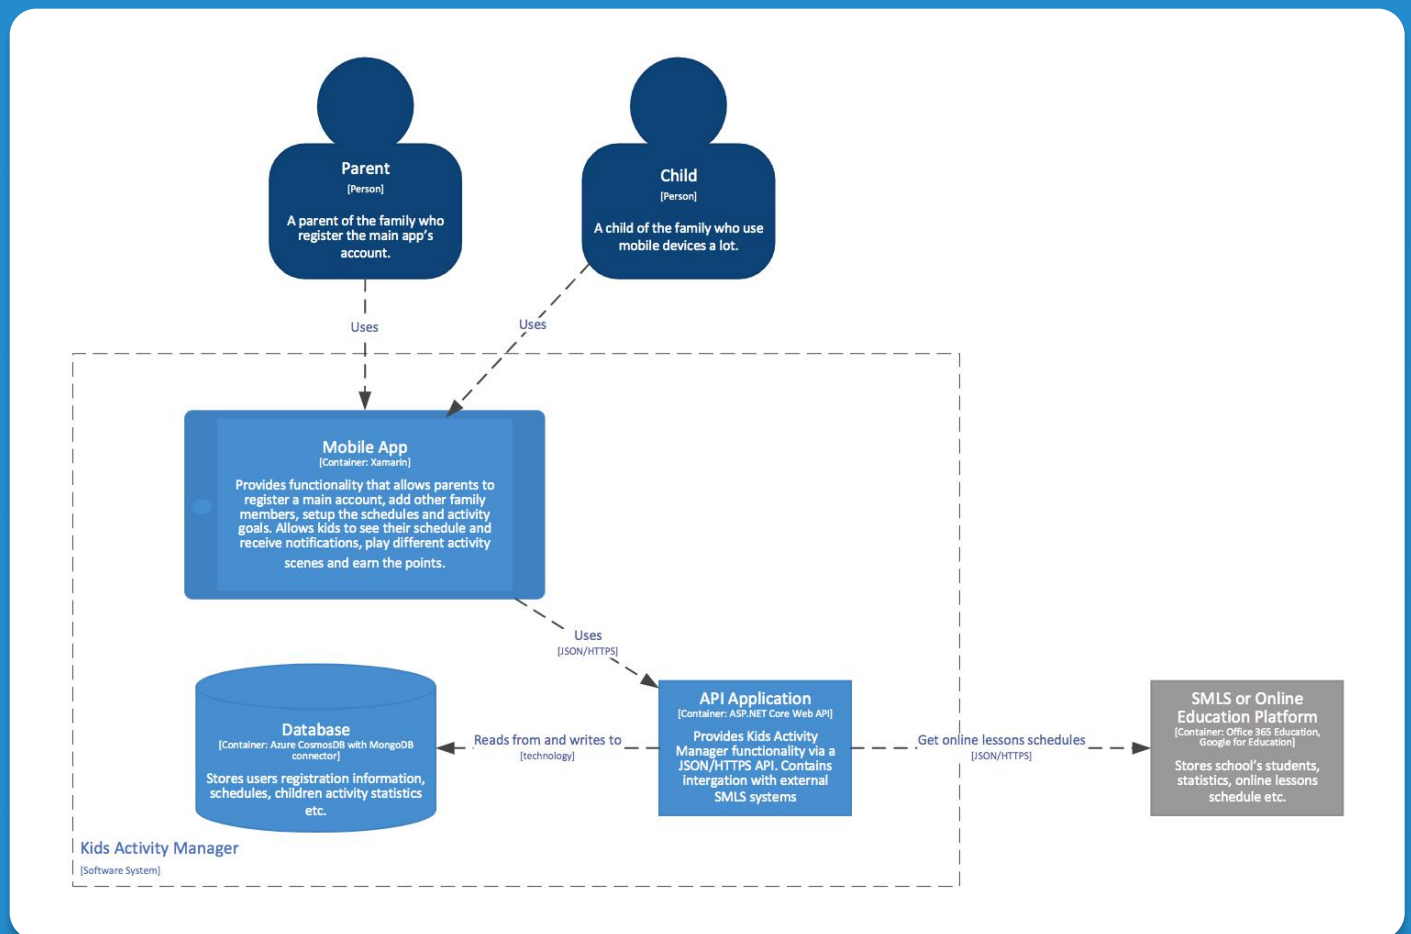 Parent
[Person]
A parent of the family who
register the main app's
account.
Child
[Person]
A child of the family who use
mobile devices a lot.
Uses
Uses
Mobile App
[Container: Xamarin]
Provides functionality that allows parents to
register a main account, add other family
members, setup the schedules and activity
goals. Allows kids to see their schedule and
receive notifications, play different activity
scenes and earn the points.
Uses
[JSON/HTTPS]
Database
[Container: Azure CosmosDB with MongoDB
connector]
Stores users registration information,
schedules, children activity statistics
etc.
Reads from and writes to
[technology]
API Application
[Container: ASP.NET Core Web API]
Provides Kids Activity
Manager functionality via a
JSON/HTTPS API. Contains
intergation with external
SMLS systems
Get online lessons schedules
[JSON/HTTPS]
SMLS or Online
Education Platform
[Container: Office 365 Education,
Google for Education]
Stores school's students,
statistics, online lessons
schedule etc.
Kids Activity Manager
[Software System]